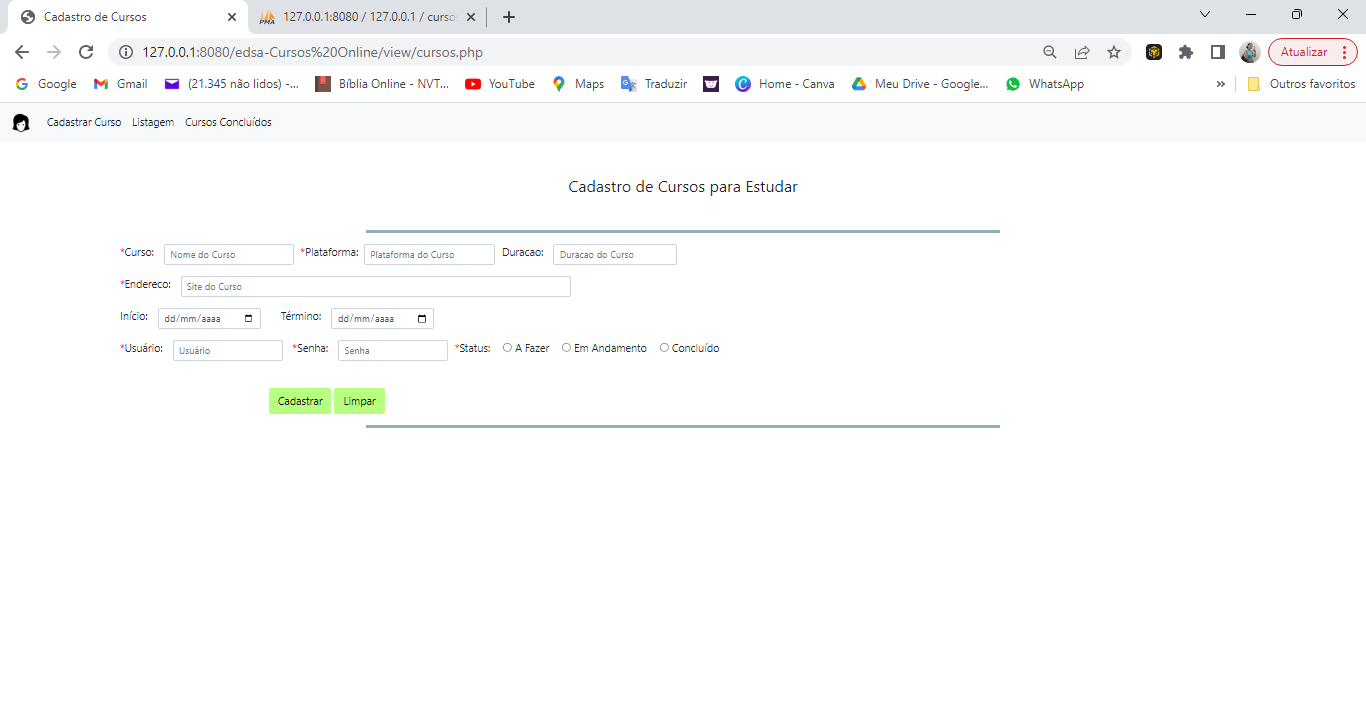 Cadastro de Cursos
127.0.0.1:8080 / 127.0.0.1 / curso
127.0.0.1:8080/edsa-Cursos%20Online/view/cursos.php
Atualizar
Google Gmail (21.345 não lidos) -... Bíblia Online - NVT... YouTube Maps Traduzir Home - Canva Meu Drive - Google... WhatsApp » Outros favoritos
Cadastrar Curso Listagem Cursos Concluídos
Cadastro de Cursos para Estudar
*Curso: Nome do Curso *Plataforma: Plataforma do Curso Duracao: Duracao do Curso
*Endereco: Site do Curso
Início: dd/mm/aaaa Término: dd/mm/aaaa
*Usuário: Usuário *Senha: Senha *Status: A Fazer Em Andamento Concluído
Cadastrar Limpar